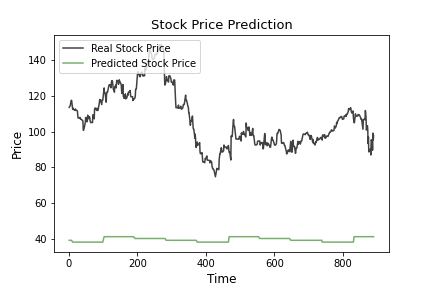 Stock Price Prediction
Real Stock Price
Predicted Stock Price
140
120
100
80
60
40
Price
0 200 400 600 800
Time